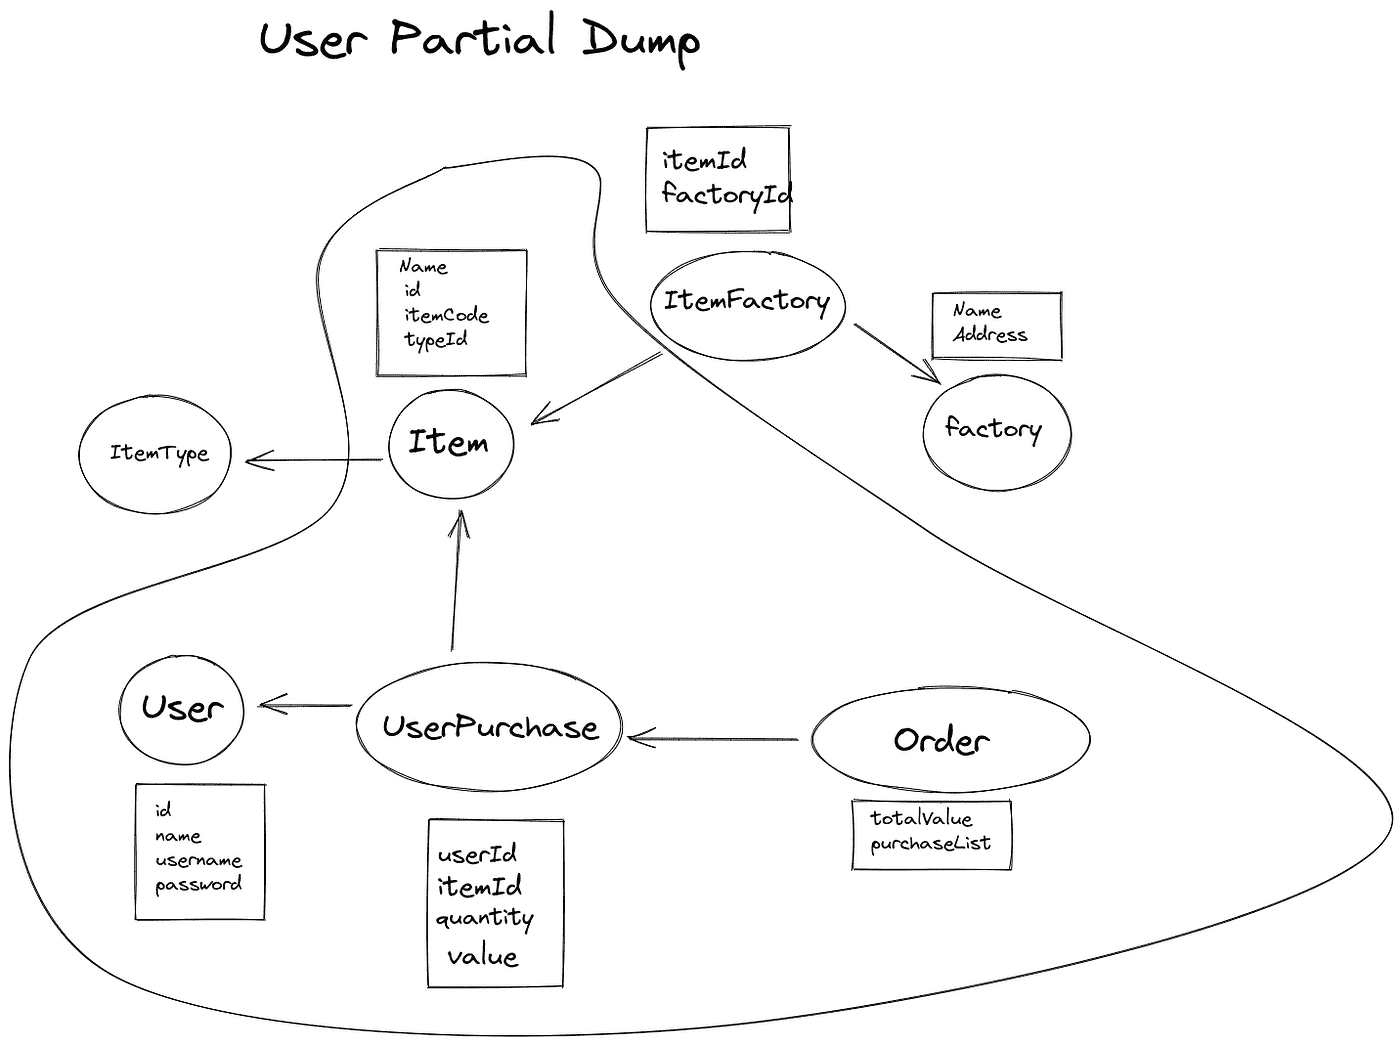 User Partial Dump
itemId
factoryId
Name
id
itemCode
typeId
ItemFactory
Name
Address
Item
factory
ItemType
User
UserPurchase
Order
id
name
username
password
userId
itemId
quantity
value
totalValue
purchaseList